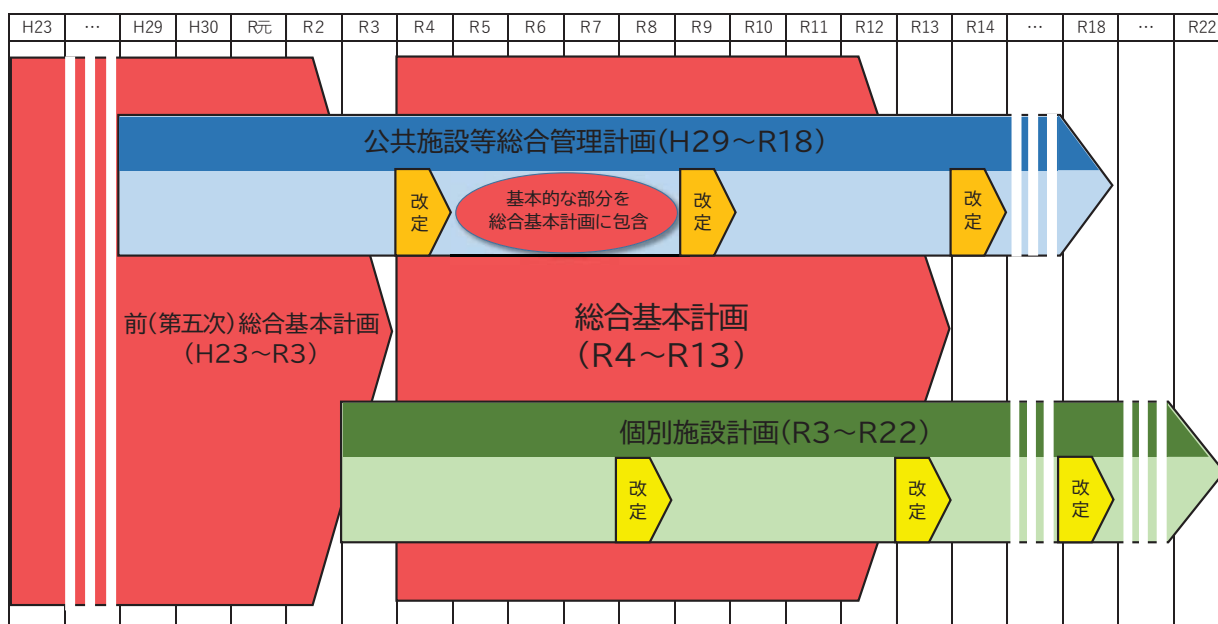 H23 … H29 H30 R元 R2 R3 R4 R5 R6 R7 R8 R9 R10 R11 R12 R13 R14 … R18 … R22
公共施設等総合管理計画(H29～R18)
改
定
基本的な部分を
総合基本計画に包含
改
定
改
定
前(第五次)総合基本計画
(H23～R3)
総合基本計画
(R4～R13)
個別施設計画(R3～R22)
改
定
改
定
改
定